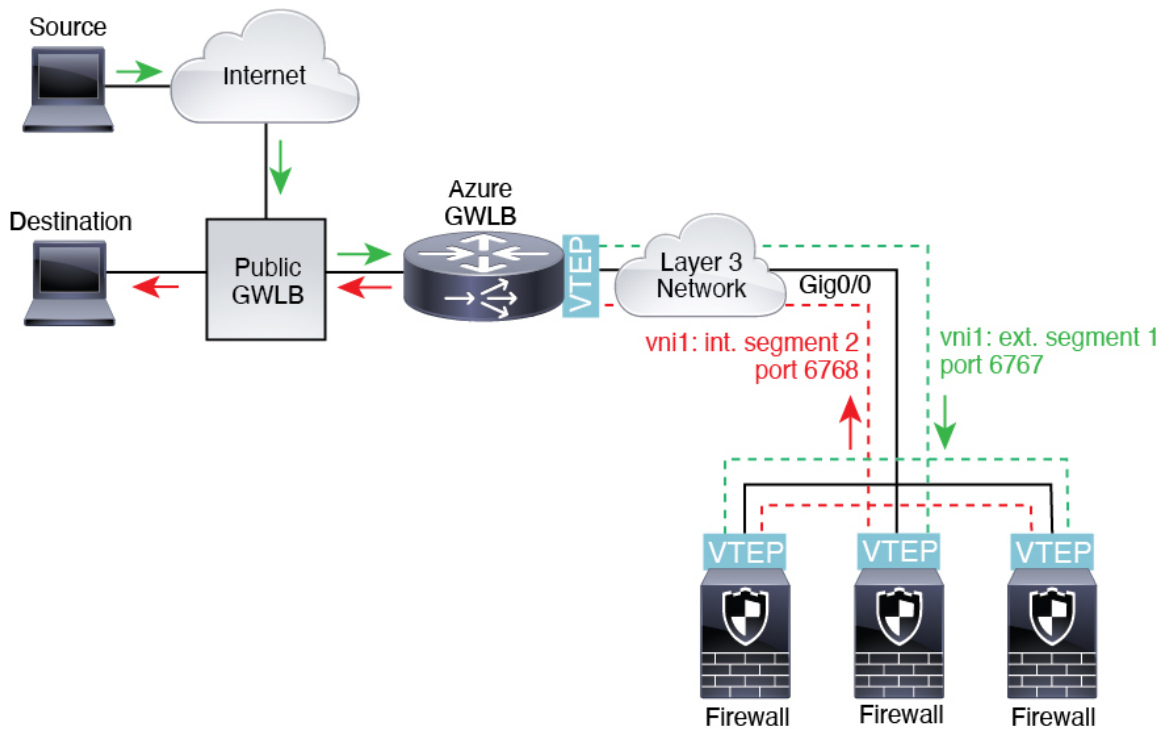 Source
Internet
Destination
Public
GWLB
Azure
GWLB
VTEP
Layer 3
Network
Gig0/0
vni1: int. segment 2
port 6768
vni1: ext. segment 1
port 6767
VTEP
VTEP
VTEP
Firewall
Firewall
Firewall